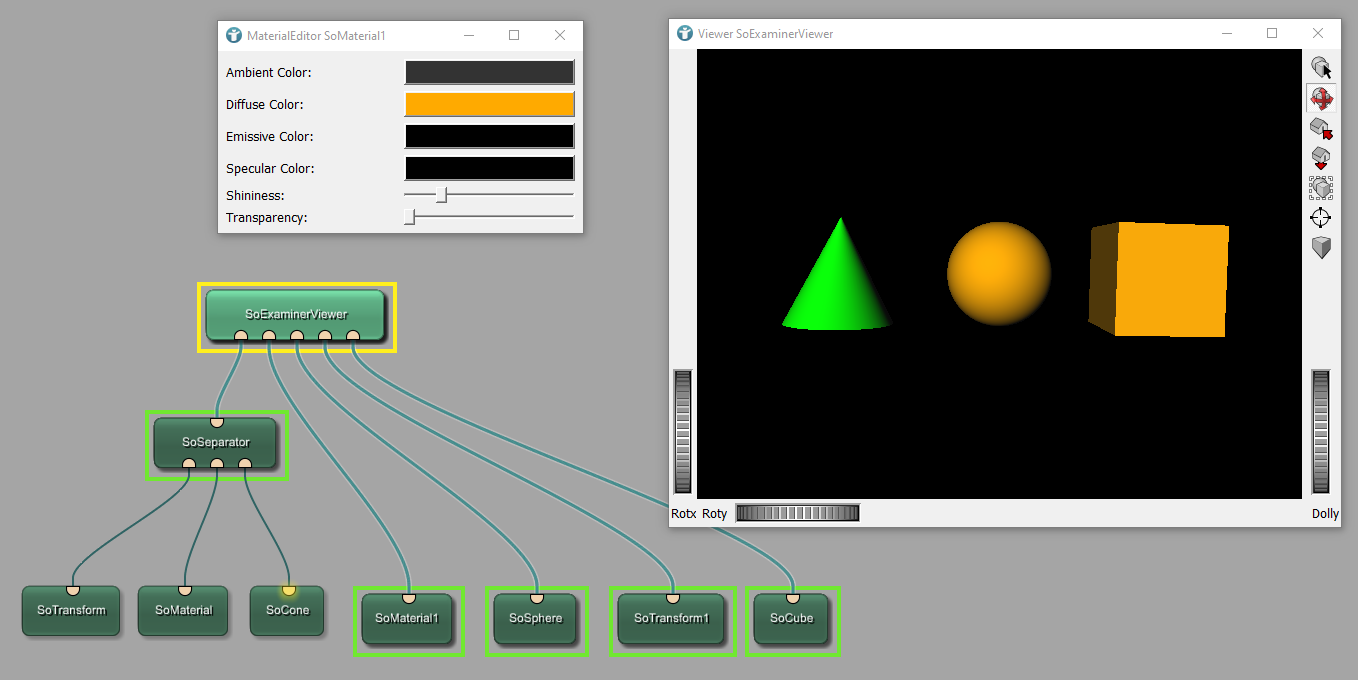 MaterialEditor SoMaterial1
Ambient Color:
Diffuse Color:
Emissive Color:
Specular Color:
Shininess:
Transparency:
Viewer SoExaminerViewer
Rotx Roty
Dolly
SoExaminerViewer
SoSeparator
SoTransform
SoMaterial
SoCone
SoMaterial1
SoSphere
SoTransform1
SoCube